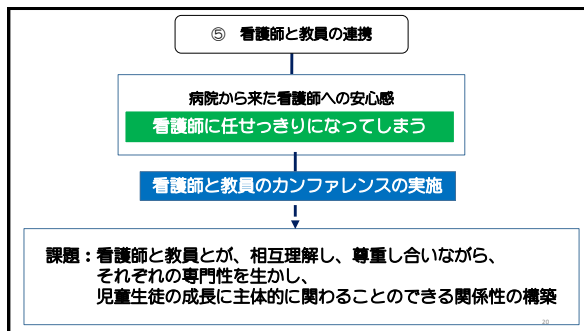 ⑤　看護師と教員の連携
病院から来た看護師への安心感
看護師に任せっきりになってしまう
看護師と教員のカンファレンスの実施
課題：看護師と教員とが、相互理解し、尊重し合いながら、
それぞれの専門性を生かし、
児童生徒の成長に主体的に関わることのできる関係性の構築
20